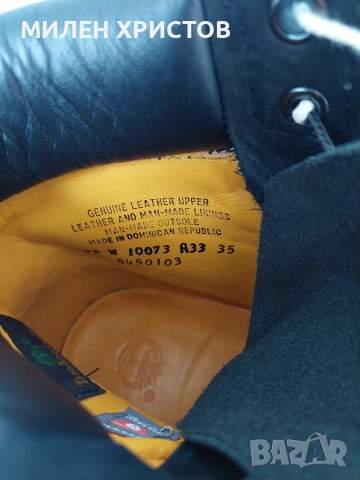 МИЛЕН ХРИСТОВ
GENUINE LEATHER UPPER
LEATHER AND MAN-MADE LININGS
MAN-MADE OUTSOLE
MADE IN DOMINICAN REPUBLIC
W 10073 A33 35
450103
BAZAR